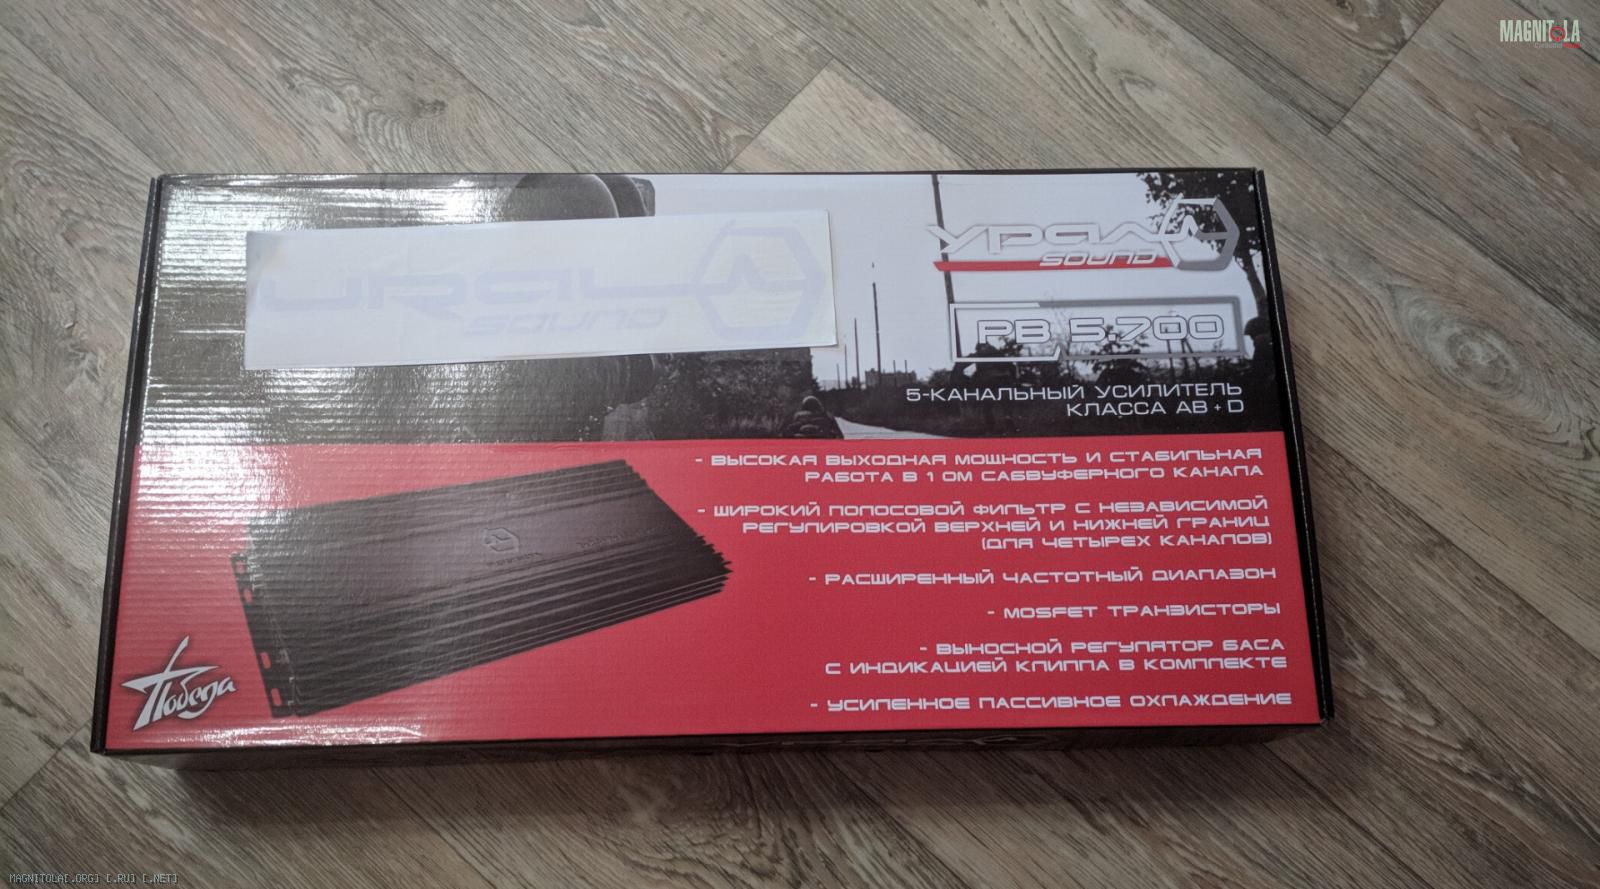 MAGNITOLA
URAL
SOUND
УРАЛ
SOUND
PB 5.700
5-КАНАЛЬНЫЙ УСИЛИТЕЛЬ
КЛАССА AB + D
- ВЫСОКАЯ ВЫХОДНАЯ МОЩНОСТЬ И СТАБИЛЬНАЯ
РАБОТА В 1 ОМ САБВУФЕРНОГО КАНАЛА
- ШИРОКИЙ ПОЛОСОВОЙ ФИЛЬТР С НЕЗАВИСИМОЙ
РЕГУЛИРОВКОЙ ВЕРХНЕЙ И НИЖНЕЙ ГРАНИЦ
(ДЛЯ ЧЕТЫРЕХ КАНАЛОВ)
- РАСШИРЕННЫЙ ЧАСТОТНЫЙ ДИАПАЗОН
- MOSFET ТРАНЗИСТОРЫ
- ВЫНОСНОЙ РЕГУЛЯТОР БАСА
С ИНДИКАЦИЕЙ КЛИППА В КОМПЛЕКТЕ
- УСИЛЕННОЕ ПАССИВНОЕ ОХЛАЖДЕНИЕ
Победа
MAGNITOLA[.ORG] [.RU] [.NET]